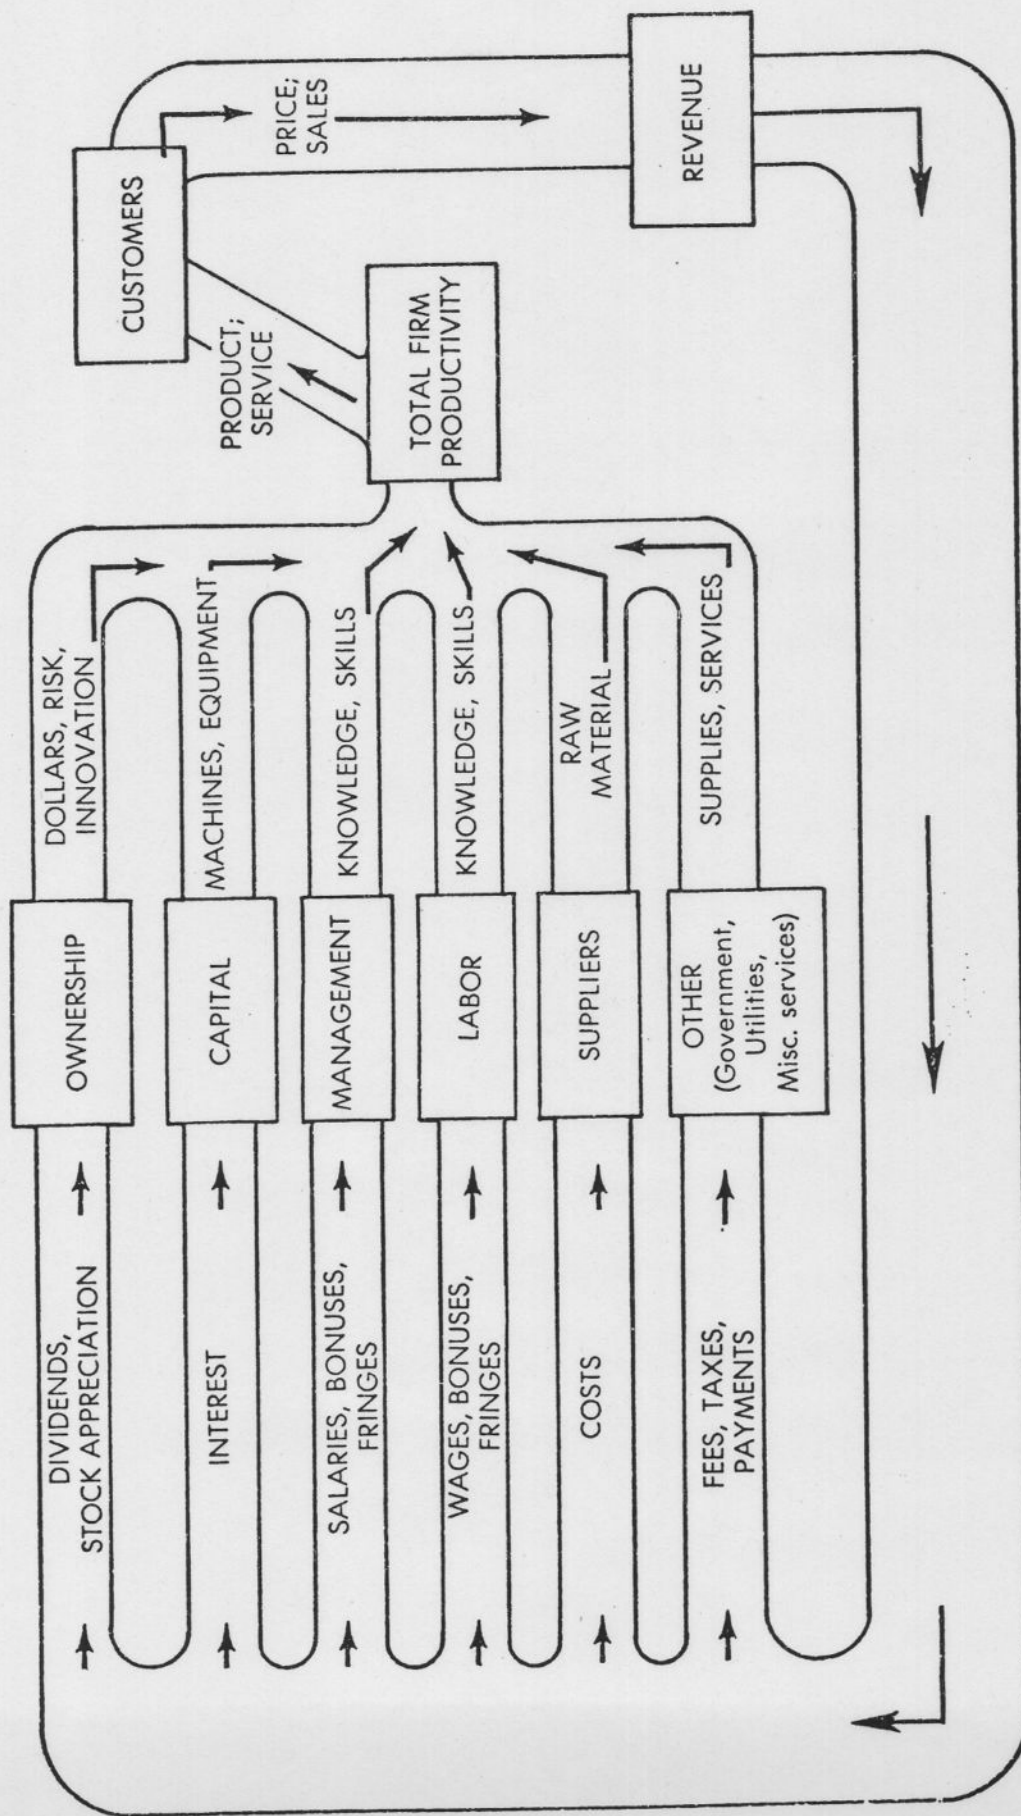 DIVIDENDS,
STOCK APPRECIATION
OWNERSHIP
DOLLARS, RISK,
INNOVATION
INTEREST
CAPITAL
MACHINES, EQUIPMENT
SALARIES, BONUSES,
FRINGES
MANAGEMENT
KNOWLEDGE, SKILLS
WAGES, BONUSES,
FRINGES
LABOR
KNOWLEDGE, SKILLS
COSTS
SUPPLIERS
RAW
MATERIAL
FEES, TAXES,
PAYMENTS
OTHER
(Government,
Utilities,
Misc. services)
SUPPLIES, SERVICES
TOTAL FIRM
PRODUCTIVITY
PRODUCT;
SERVICE
CUSTOMERS
PRICE;
SALES
REVENUE